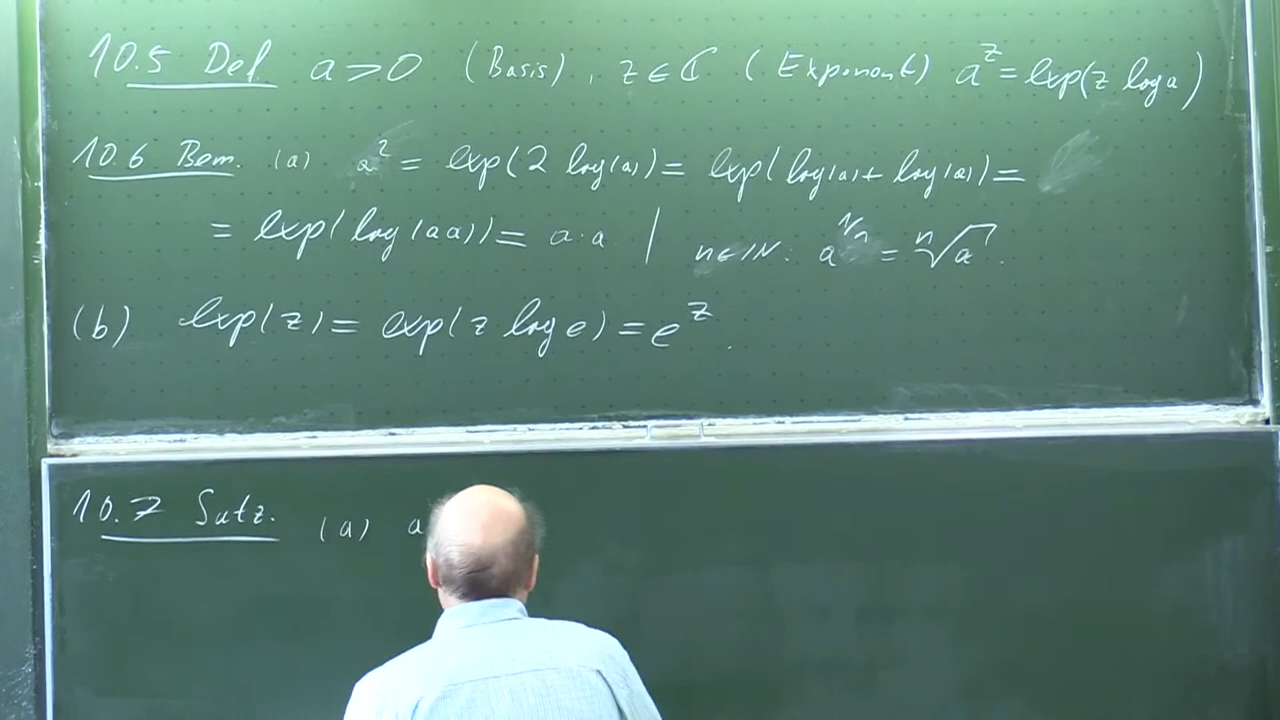 10.5 Def. a>0 (Basis), z∈ℂ (Exponent) a^z = exp(z log a)
10.6 Bem. (a) a² = exp(2 log(a)) = exp(log(a) + log(a)) =
= exp(log(aa)) = a·a | n∈ℕ: a^{1/n} = ⁿ√a.
(b) exp(z) = exp(z log e) = e^z.
10.7 Satz. (a) a